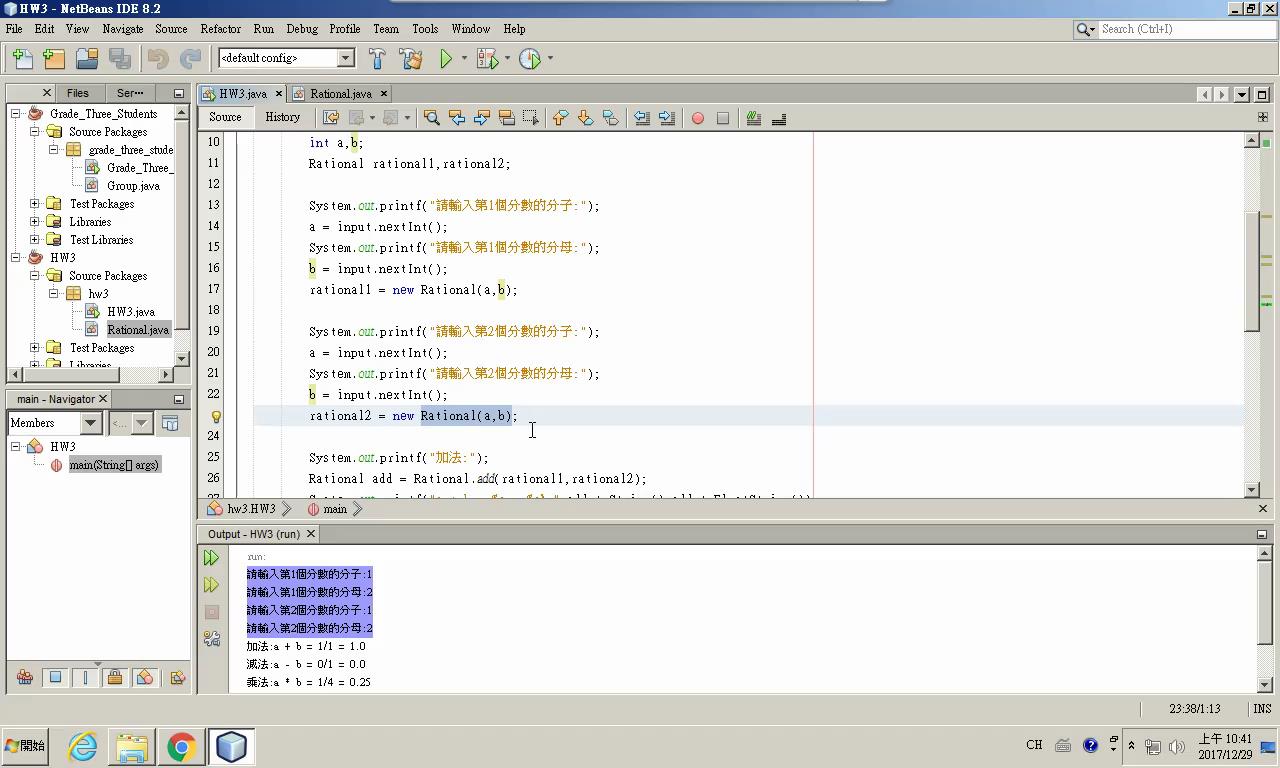 HW3 - NetBeans IDE 8.2
File Edit View Navigate Source Refactor Run Debug Profile Team Tools Window Help
Search (Ctrl+I)
<default config>
Files Ser···
HW3.java Rational.java
Source History
Grade_Three_Students
Source Packages
grade_three_stude
Grade_Three_
Group.java
Test Packages
Libraries
Test Libraries
HW3
Source Packages
hw3
HW3.java
Rational.java
Test Packages
Libraries
10 int a,b;
11 Rational rational1,rational2;
12
13 System.out.printf("請輸入第1個分數的分子:");
14 a = input.nextInt();
15 System.out.printf("請輸入第1個分數的分母:");
16 b = input.nextInt();
17 rational1 = new Rational(a,b);
18
19 System.out.printf("請輸入第2個分數的分子:");
20 a = input.nextInt();
21 System.out.printf("請輸入第2個分數的分母:");
22 b = input.nextInt();
rational2 = new Rational(a,b);
24
25 System.out.printf("加法:");
26 Rational add = Rational.add(rational1,rational2);
27
hw3.HW3 main
main - Navigator
Members <...
HW3
main(String[] args)
Output - HW3 (run)
run:
請輸入第1個分數的分子:1
請輸入第1個分數的分母:2
請輸入第2個分數的分子:1
請輸入第2個分數的分母:2
加法:a + b = 1/1 = 1.0
減法:a - b = 0/1 = 0.0
乘法:a * b = 1/4 = 0.25
23:38/1:13 INS
開始
CH
上午 10:41
2017/12/29